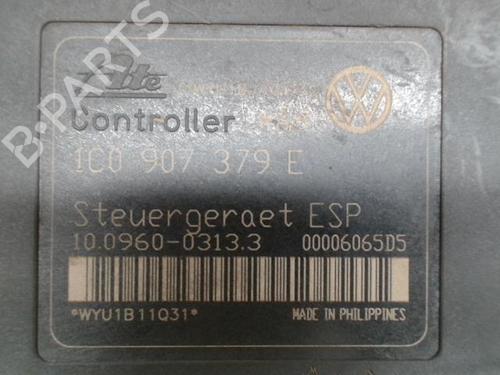 Ate
Controller
1C0 907 379 E
Steuergeraet ESP
10.0960-0313.3 00006065D5
*WYU1B11Q31* MADE IN PHILIPPINES
B-PARTS